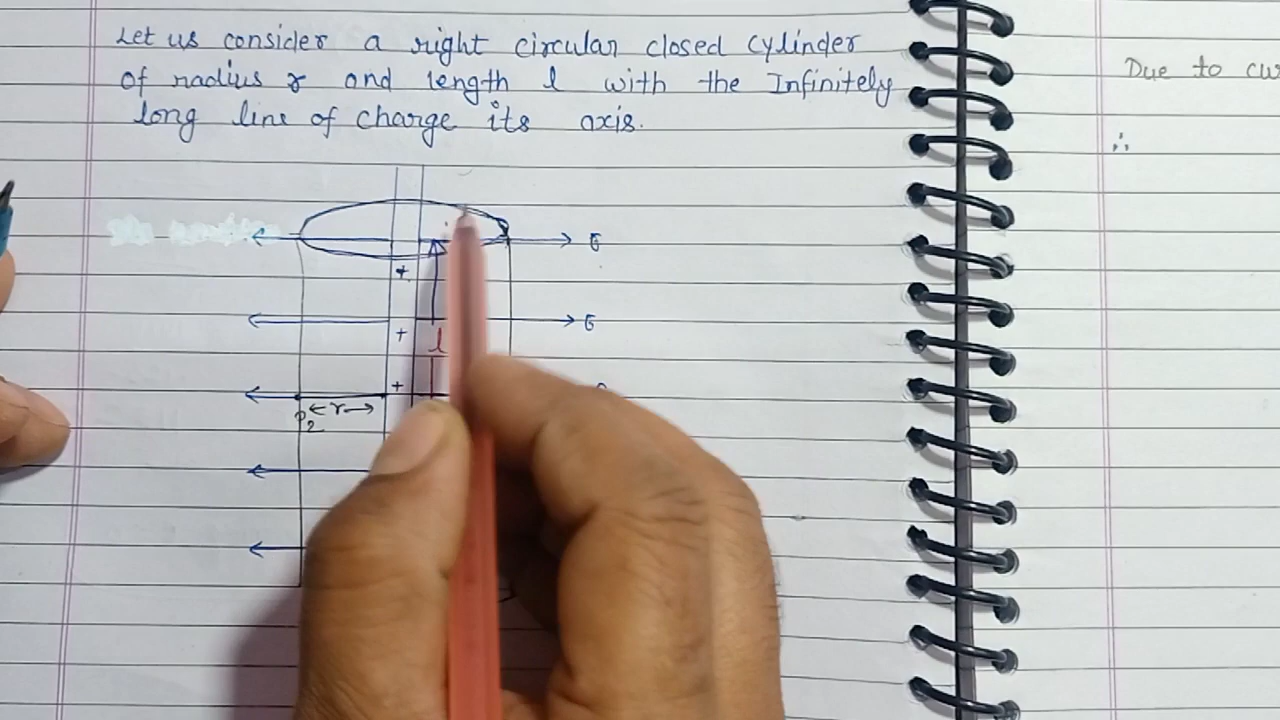 Let us consider a right circular closed cylinder
of radius r and length l with the Infinitely
long line of charge its axis.
E
+
E
+
l
+
P2
←r→
Due to
∴